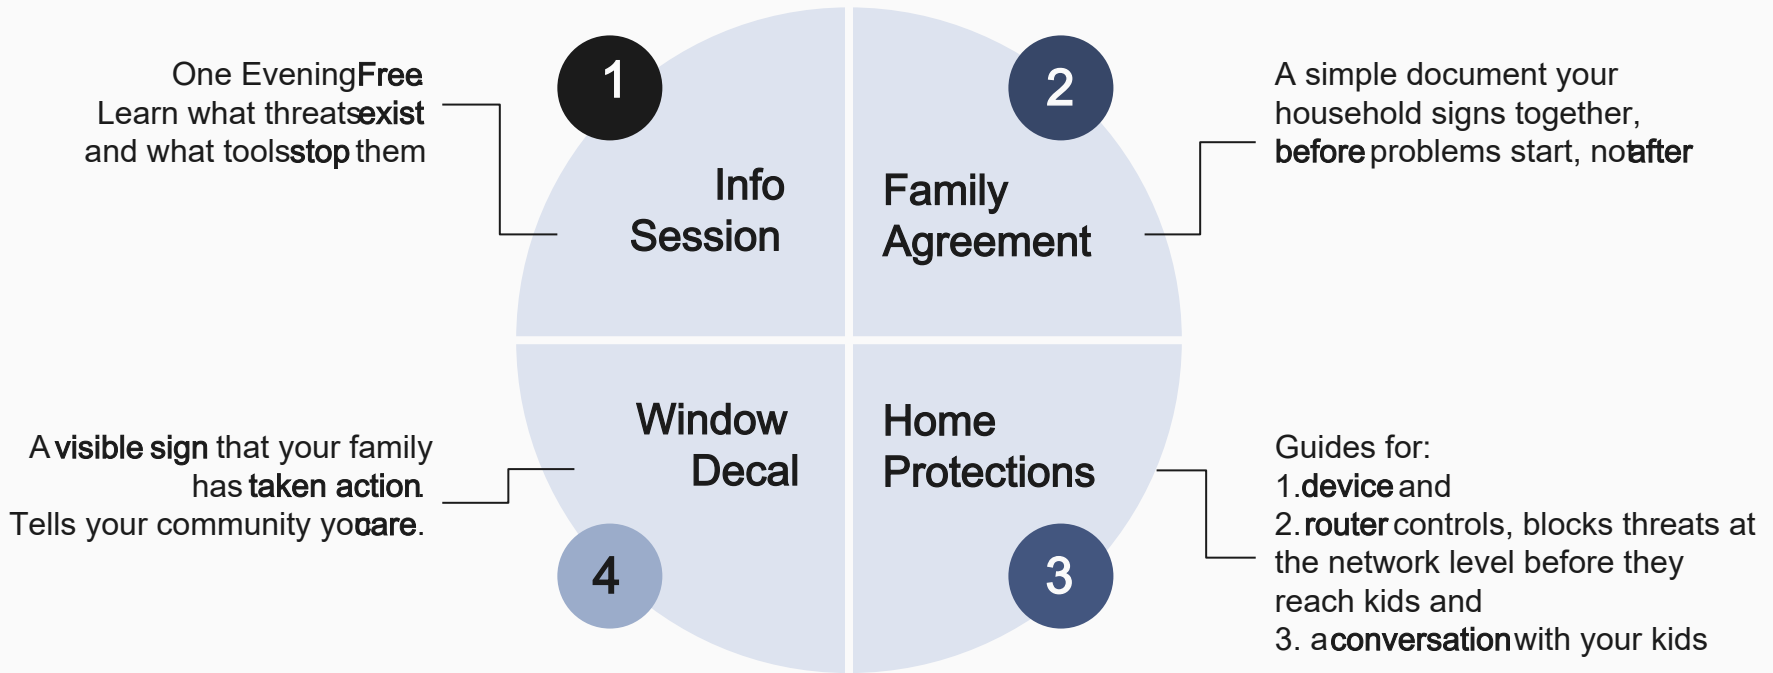 One Evening Free.
Learn what threats exist
and what tools stop them
1
Info
Session
2
Family
Agreement
A simple document your
household signs together,
before problems start, not after
A visible sign that your family
has taken action.
Tells your community you care.
Window
Decal
4
Home
Protections
3
Guides for:
1. device and
2. router controls, blocks threats at
the network level before they
reach kids and
3. a conversation with your kids